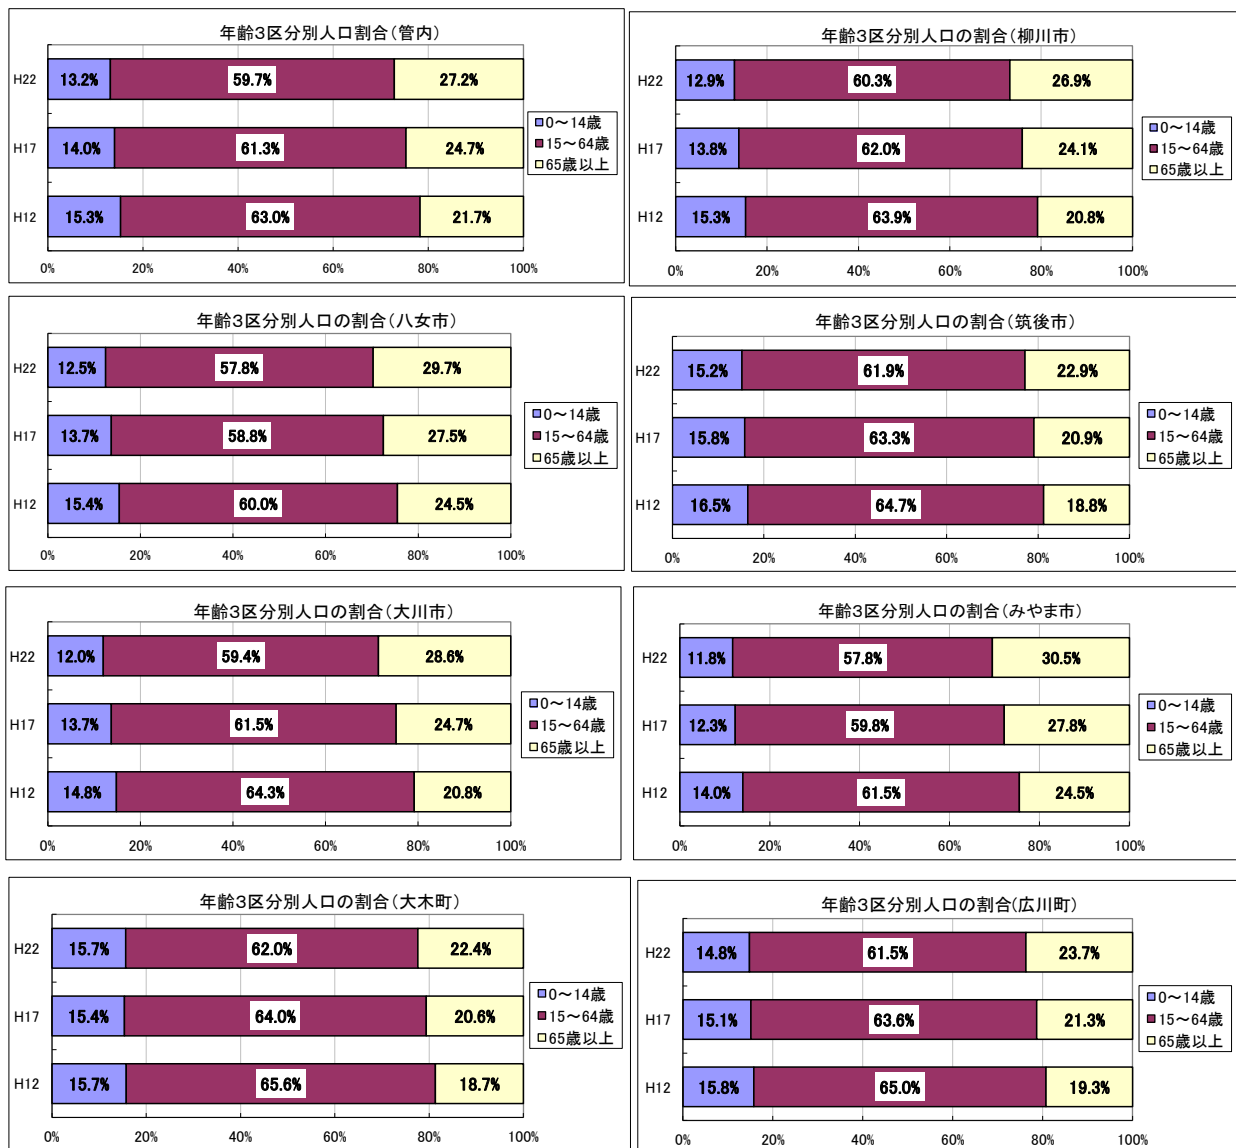 年齢3区分別人口割合(管内)
H22 13.2% 59.7% 27.2%
H17 14.0% 61.3% 24.7%
H12 15.3% 63.0% 21.7%
0% 20% 40% 60% 80% 100%
0～14歳
15～64歳
65歳以上
年齢3区分別人口の割合(柳川市)
H22 12.9% 60.3% 26.9%
H17 13.8% 62.0% 24.1%
H12 15.3% 63.9% 20.8%
0% 20% 40% 60% 80% 100%
0～14歳
15～64歳
65歳以上
年齢3区分別人口の割合(八女市)
H22 12.5% 57.8% 29.7%
H17 13.7% 58.8% 27.5%
H12 15.4% 60.0% 24.5%
0% 20% 40% 60% 80% 100%
0～14歳
15～64歳
65歳以上
年齢3区分別人口の割合(筑後市)
H22 15.2% 61.9% 22.9%
H17 15.8% 63.3% 20.9%
H12 16.5% 64.7% 18.8%
0% 20% 40% 60% 80% 100%
0～14歳
15～64歳
65歳以上
年齢3区分別人口の割合(大川市)
H22 12.0% 59.4% 28.6%
H17 13.7% 61.5% 24.7%
H12 14.8% 64.3% 20.8%
0% 20% 40% 60% 80% 100%
0～14歳
15～64歳
65歳以上
年齢3区分別人口の割合(みやま市)
H22 11.8% 57.8% 30.5%
H17 12.3% 59.8% 27.8%
H12 14.0% 61.5% 24.5%
0% 20% 40% 60% 80% 100%
0～14歳
15～64歳
65歳以上
年齢3区分別人口の割合(大木町)
H22 15.7% 62.0% 22.4%
H17 15.4% 64.0% 20.6%
H12 15.7% 65.6% 18.7%
0% 20% 40% 60% 80% 100%
0～14歳
15～64歳
65歳以上
年齢3区分別人口の割合(広川町)
H22 14.8% 61.5% 23.7%
H17 15.1% 63.6% 21.3%
H12 15.8% 65.0% 19.3%
0% 20% 40% 60% 80% 100%
0～14歳
15～64歳
65歳以上